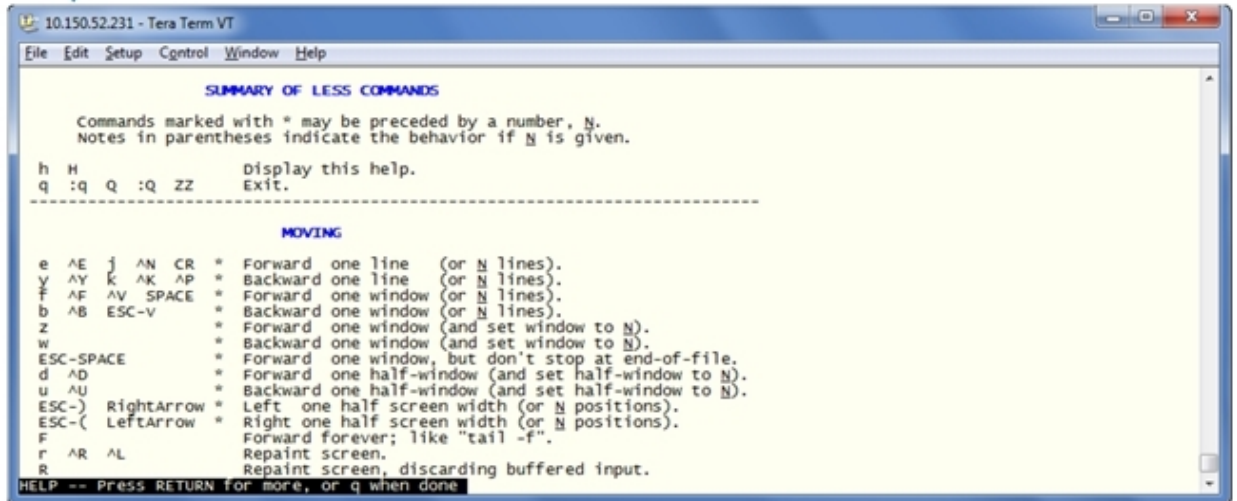 10.150.52.231 - Tera Term VT
File Edit Setup Control Window Help
SUMMARY OF LESS COMMANDS
Commands marked with * may be preceded by a number, N.
Notes in parentheses indicate the behavior if N is given.
h H Display this help.
q :q Q :Q ZZ Exit.
---------------------------------------------------------------------------
MOVING
e ^E j ^N CR * Forward one line (or N lines).
y ^Y k ^K ^P * Backward one line (or N lines).
f ^F ^V SPACE * Forward one window (or N lines).
b ^B ESC-v * Backward one window (or N lines).
z * Forward one window (and set window to N).
w * Backward one window (and set window to N).
ESC-SPACE * Forward one window, but don't stop at end-of-file.
d ^D * Forward one half-window (and set half-window to N).
u ^U * Backward one half-window (and set half-window to N).
ESC-) RightArrow * Left one half screen width (or N positions).
ESC-( LeftArrow * Right one half screen width (or N positions).
F Forward forever; like "tail -f".
r ^R ^L Repaint screen.
R Repaint screen, discarding buffered input.
HELP -- Press RETURN for more, or q when done